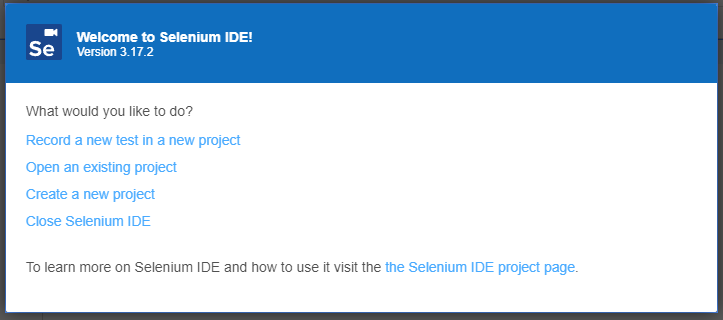 Se
Welcome to Selenium IDE!
Version 3.17.2
What would you like to do?
Record a new test in a new project
Open an existing project
Create a new project
Close Selenium IDE
To learn more on Selenium IDE and how to use it visit the the Selenium IDE project page.